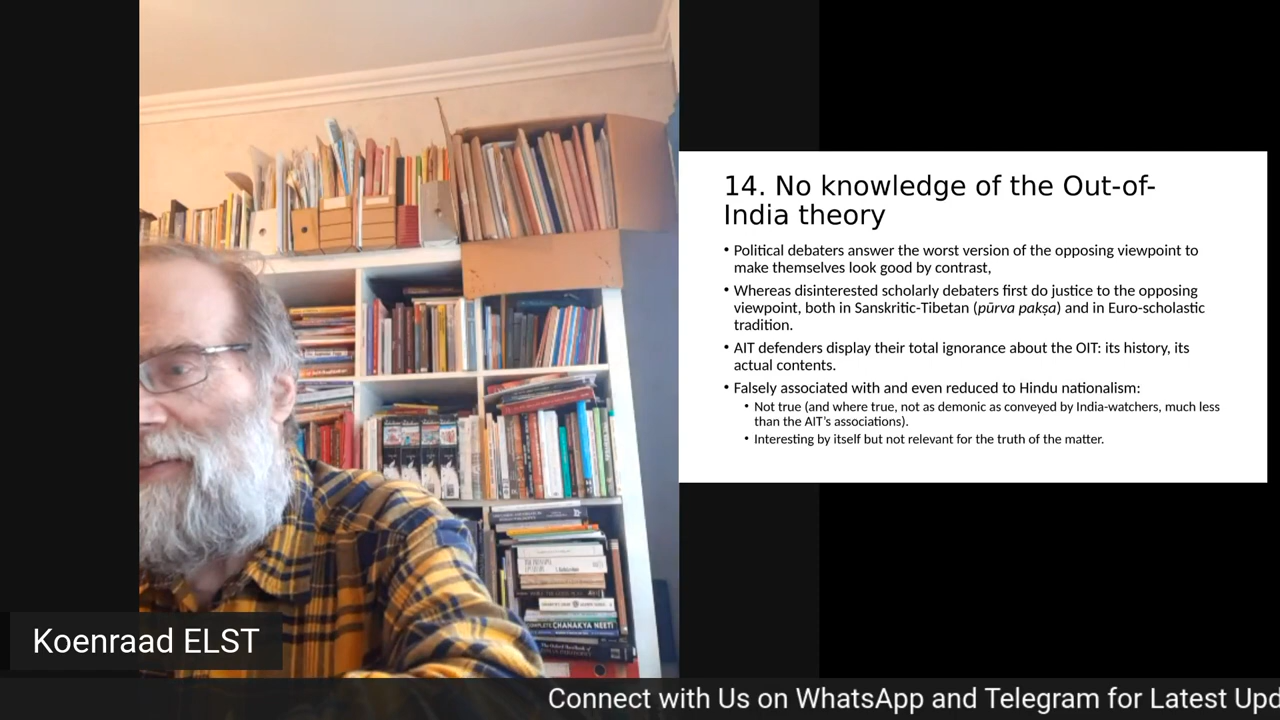 14. No knowledge of the Out-of-
India theory
• Political debaters answer the worst version of the opposing viewpoint to
make themselves look good by contrast,
• Whereas disinterested scholarly debaters first do justice to the opposing
viewpoint, both in Sanskritic-Tibetan (pūrva pakṣa) and in Euro-scholastic
tradition.
• AIT defenders display their total ignorance about the OIT: its history, its
actual contents.
• Falsely associated with and even reduced to Hindu nationalism:
• Not true (and where true, not as demonic as conveyed by India-watchers, much less
than the AIT’s associations).
• Interesting by itself but not relevant for the truth of the matter.
CHANAKYA NEETI
Koenraad ELST
Connect with Us on WhatsApp and Telegram for Latest Upd